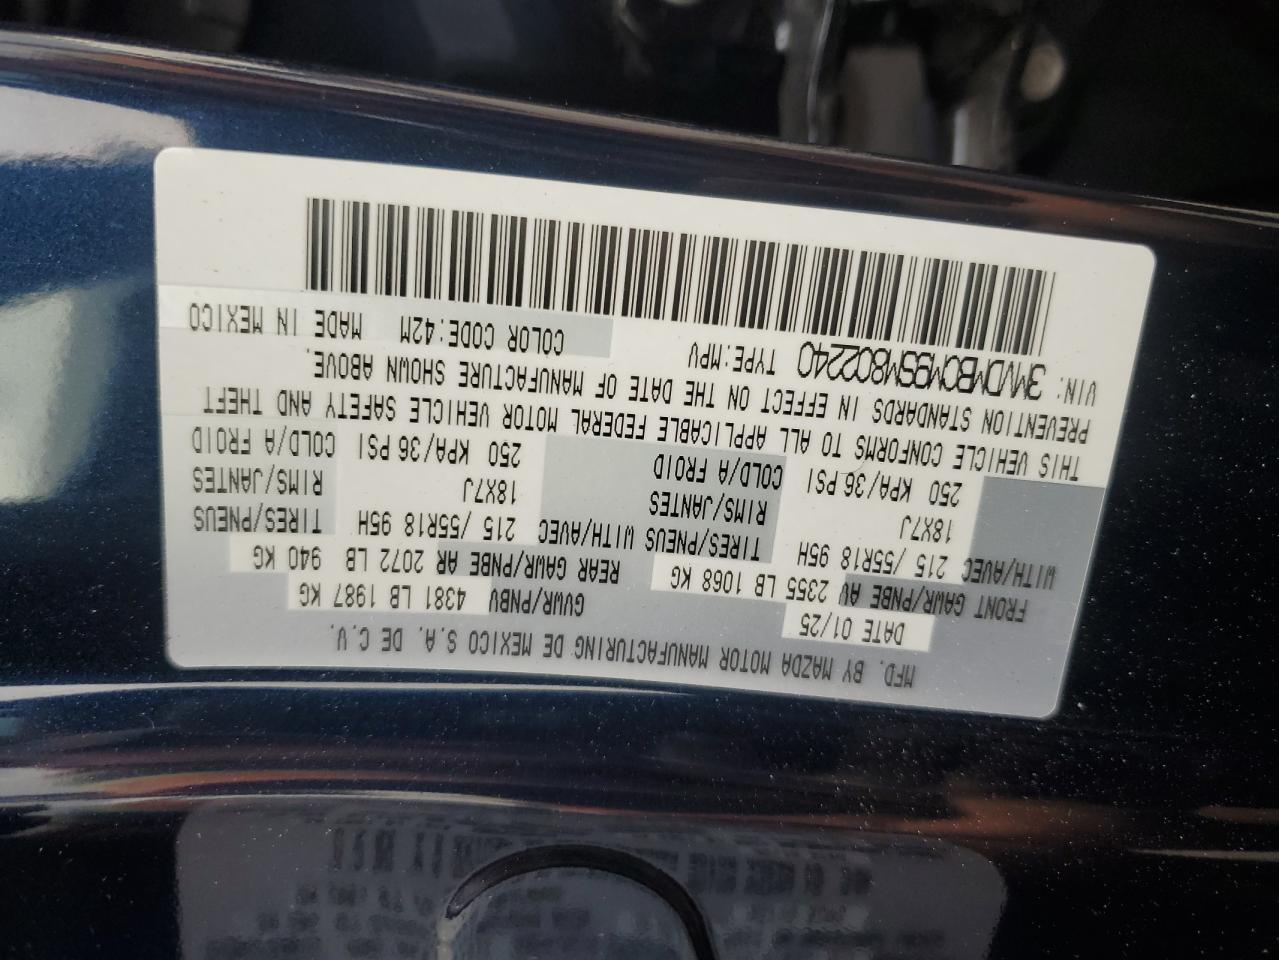 MFD. BY MAZDA MOTOR MANUFACTURING DE MEXICO S.A. DE C.V.
DATE 01/25 GVWR/PNBV 4381 LB 1987 KG
FRONT GAWR/PNBE AV 2355 LB 1068 KG REAR GAWR/PNBE AR 2072 LB 940 KG
WITH/AVEC 215 /55R18 95H TIRES/PNEUS WITH/AVEC 215 /55R18 95H TIRES/PNEUS
18X7J RIMS/JANTES 18X7J RIMS/JANTES
250 KPA/36 PSI COLD/A FROID 250 KPA/36 PSI COLD/A FROID
THIS VEHICLE CONFORMS TO ALL APPLICABLE FEDERAL MOTOR VEHICLE SAFETY AND THEFT
PREVENTION STANDARDS IN EFFECT ON THE DATE OF MANUFACTURE SHOWN ABOVE.
VIN: 3MVDMBCM9SM802240 TYPE:MPV COLOR CODE:42M MADE IN MEXICO